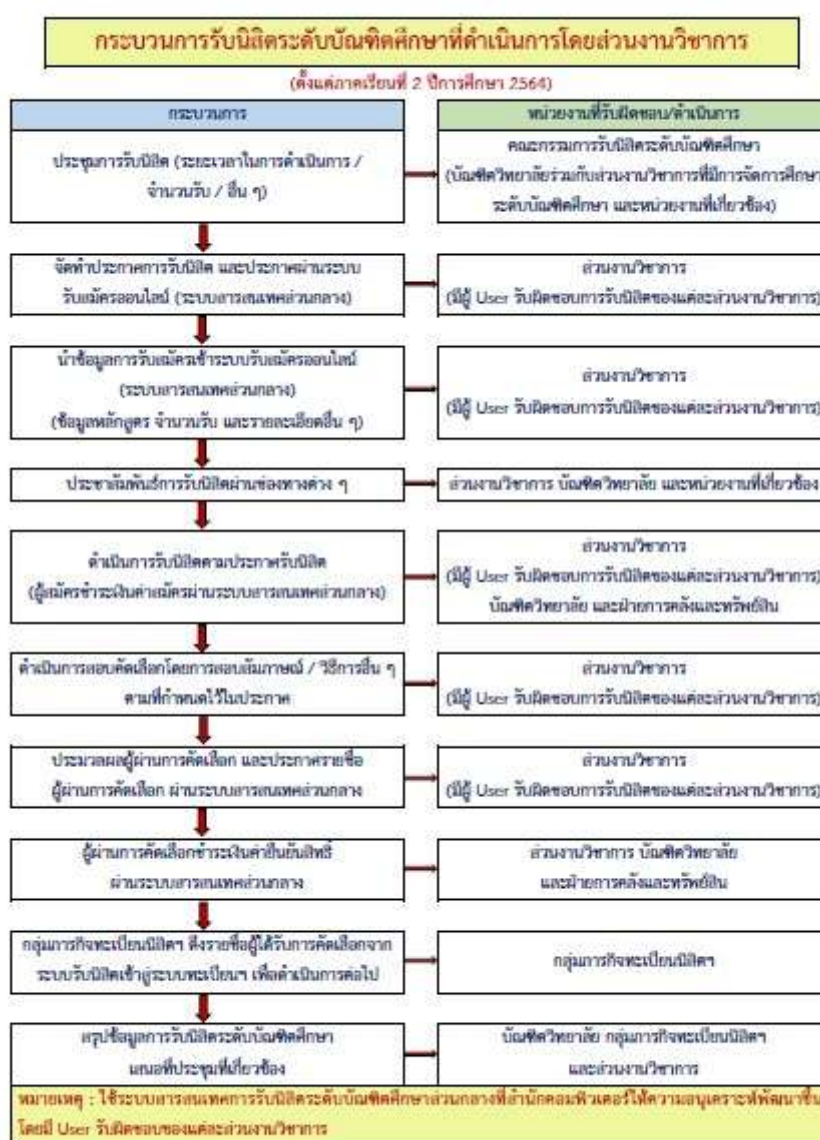 กระบวนการรับนิสิตระดับบัณฑิตศึกษาที่ดำเนินการโดยส่วนงานวิชาการ
(ตั้งแต่ภาคเรียนที่ 2 ปีการศึกษา 2564)
กระบวนการ
หน่วยงานที่รับผิดชอบ/ดำเนินการ
ประชุมการรับนิสิต (ระยะเวลาในการดำเนินการ /
จำนวนรับ / อื่น ๆ)
คณะกรรมการรับนิสิตระดับบัณฑิตศึกษา
(บัณฑิตวิทยาลัยร่วมกับส่วนงานวิชาการที่มีการจัดการศึกษา
ระดับบัณฑิตศึกษา และหน่วยงานที่เกี่ยวข้อง)
จัดทำประกาศการรับนิสิต และประกาศผ่านระบบ
รับสมัครออนไลน์ (ระบบสารสนเทศส่วนกลาง)
ส่วนงานวิชาการ
(มีผู้ User รับผิดชอบการรับนิสิตของแต่ละส่วนงานวิชาการ)
นำข้อมูลการรับสมัครเข้าระบบรับสมัครออนไลน์
(ระบบสารสนเทศส่วนกลาง)
(ข้อมูลหลักสูตร จำนวนรับ และรายละเอียดอื่น ๆ)
ส่วนงานวิชาการ
(มีผู้ User รับผิดชอบการรับนิสิตของแต่ละส่วนงานวิชาการ)
ประชาสัมพันธ์การรับนิสิตผ่านช่องทางต่าง ๆ
ส่วนงานวิชาการ บัณฑิตวิทยาลัย และหน่วยงานที่เกี่ยวข้อง
ดำเนินการรับนิสิตตามประกาศรับนิสิต
(ผู้สมัครชำระเงินค่าสมัครผ่านระบบสารสนเทศส่วนกลาง)
ส่วนงานวิชาการ
(มีผู้ User รับผิดชอบการรับนิสิตของแต่ละส่วนงานวิชาการ)
บัณฑิตวิทยาลัย และฝ่ายการคลังและทรัพย์สิน
ดำเนินการสอบคัดเลือกโดยการสอบสัมภาษณ์ / วิธีการอื่น ๆ
ตามที่กำหนดไว้ในประกาศ
ส่วนงานวิชาการ
(มีผู้ User รับผิดชอบการรับนิสิตของแต่ละส่วนงานวิชาการ)
ประมวลผลผู้ผ่านการคัดเลือก และประกาศรายชื่อ
ผู้ผ่านการคัดเลือก ผ่านระบบสารสนเทศส่วนกลาง
ส่วนงานวิชาการ
(มีผู้ User รับผิดชอบการรับนิสิตของแต่ละส่วนงานวิชาการ)
ผู้ผ่านการคัดเลือกชำระเงินค่ายืนยันสิทธิ์
ผ่านระบบสารสนเทศส่วนกลาง
ส่วนงานวิชาการ บัณฑิตวิทยาลัย
และฝ่ายการคลังและทรัพย์สิน
กลุ่มภารกิจทะเบียนนิสิตฯ ดึงรายชื่อผู้ได้รับการคัดเลือกจาก
ระบบรับนิสิตเข้าสู่ระบบทะเบียนฯ เพื่อดำเนินการต่อไป
กลุ่มภารกิจทะเบียนนิสิตฯ
สรุปข้อมูลการรับนิสิตระดับบัณฑิตศึกษา
เสนอที่ประชุมที่เกี่ยวข้อง
บัณฑิตวิทยาลัย กลุ่มภารกิจทะเบียนนิสิตฯ
และส่วนงานวิชาการ
หมายเหตุ : ใช้ระบบสารสนเทศการรับนิสิตระดับบัณฑิตศึกษาส่วนกลางที่สำนักคอมพิวเตอร์ให้ความอนุเคราะห์พัฒนาขึ้น
โดยมี User รับผิดชอบของแต่ละส่วนงานวิชาการ